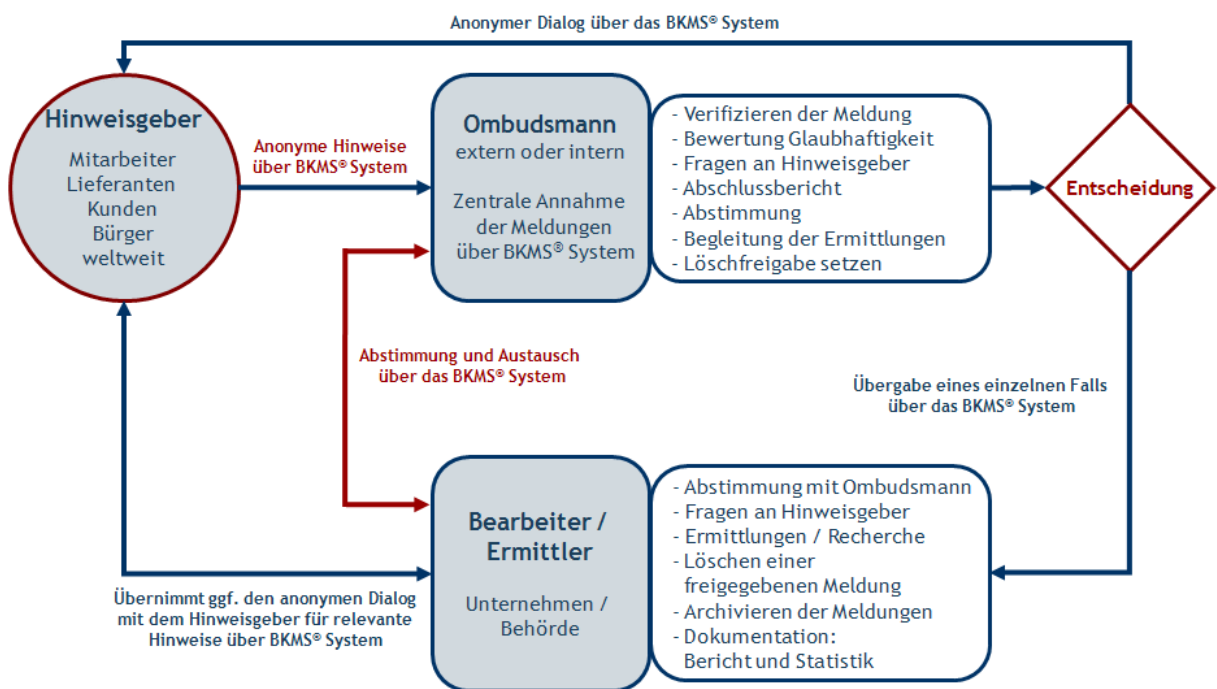 Anonymer Dialog über das BKMS® System
Hinweisgeber
Mitarbeiter
Lieferanten
Kunden
Bürger
weltweit
Anonyme Hinweise
über BKMS® System
Ombudsmann
extern oder intern
Zentrale Annahme
der Meldungen
über BKMS® System
- Verifizieren der Meldung
- Bewertung Glaubhaftigkeit
- Fragen an Hinweisgeber
- Abschlussbericht
- Abstimmung
- Begleitung der Ermittlungen
- Löschfreigabe setzen
Entscheidung
Abstimmung und Austausch
über das BKMS® System
Übergabe eines einzelnen Falls
über das BKMS® System
Bearbeiter /
Ermittler
Unternehmen /
Behörde
- Abstimmung mit Ombudsmann
- Fragen an Hinweisgeber
- Ermittlungen / Recherche
- Löschen einer
freigegebenen Meldung
- Archivieren der Meldungen
- Dokumentation:
Bericht und Statistik
Übernimmt ggf. den anonymen Dialog
mit dem Hinweisgeber für relevante
Hinweise über BKMS® System